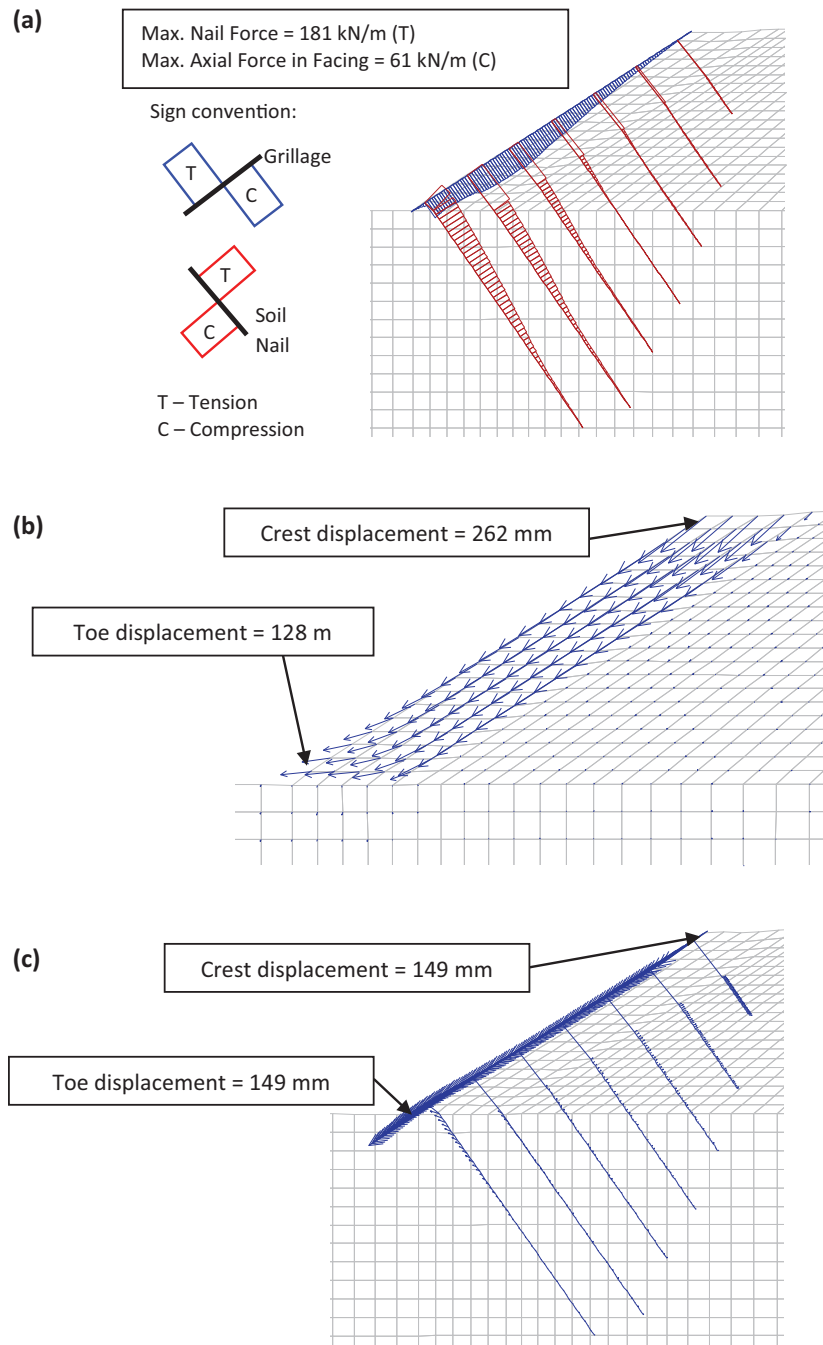 (a)
Max. Nail Force = 181 kN/m (T)
Max. Axial Force in Facing = 61 kN/m (C)
Sign convention:
T
Grillage
C
T
C
Soil
Nail
T – Tension
C – Compression
(b)
Crest displacement = 262 mm
Toe displacement = 128 m
(c)
Crest displacement = 149 mm
Toe displacement = 149 mm